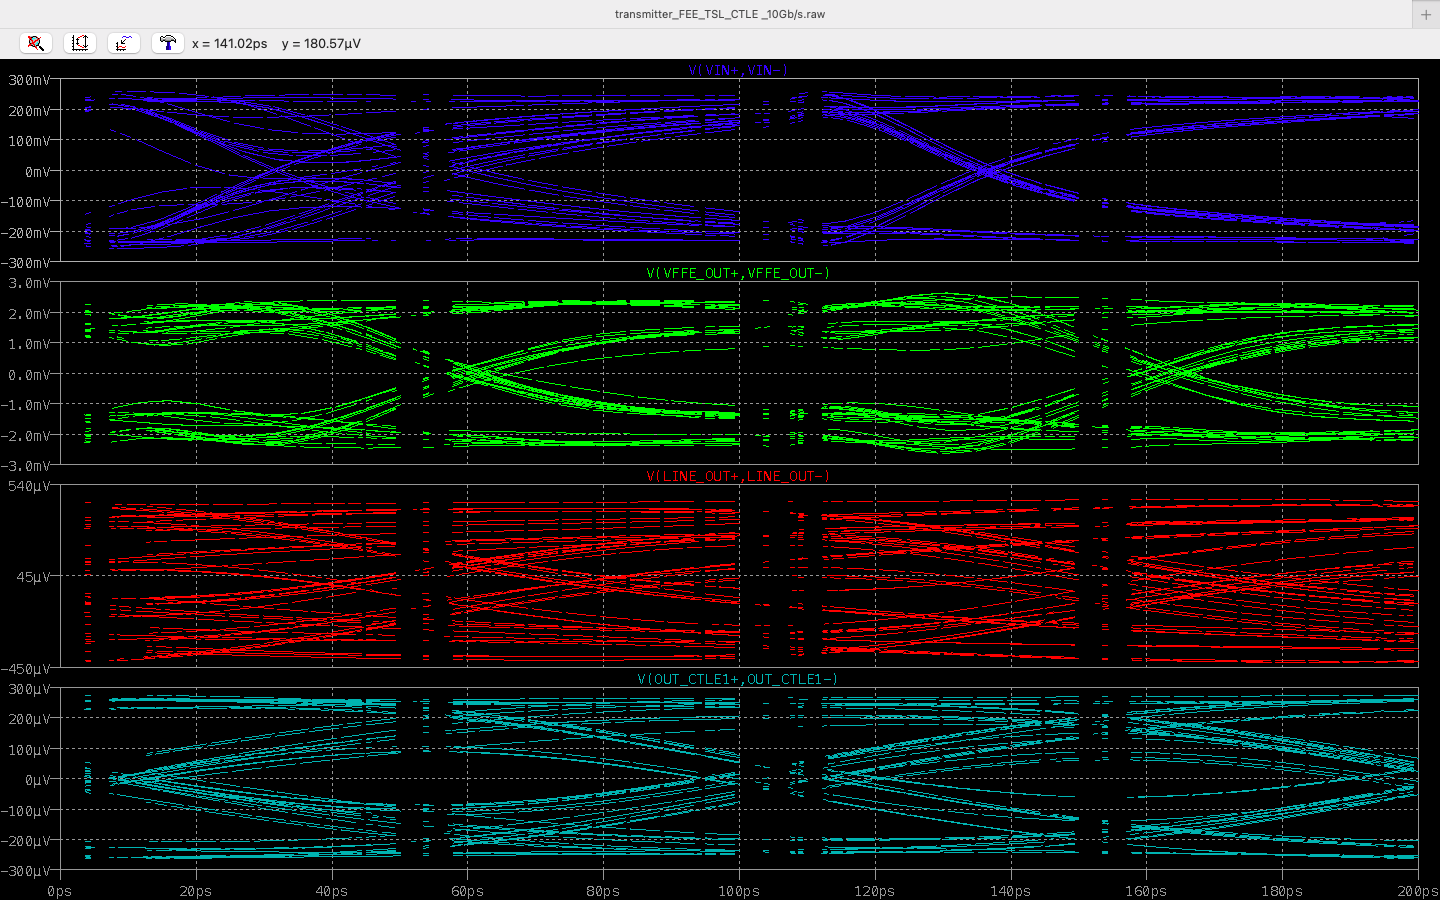 transmitter_FEE_TSL_CTLE _10Gb/s.raw
x = 141.02ps y = 180.57µV
V(VIN+,VIN-)
300mV
200mV
100mV
0mV
-100mV
-200mV
-300mV
V(VFFE_OUT+,VFFE_OUT-)
3.0mV
2.0mV
1.0mV
0.0mV
-1.0mV
-2.0mV
-3.0mV
V(LINE_OUT+,LINE_OUT-)
540µV
45µV
-450µV
V(OUT_CTLE1+,OUT_CTLE1-)
300µV
200µV
100µV
0µV
-100µV
-200µV
-300µV
0ps 20ps 40ps 60ps 80ps 100ps 120ps 140ps 160ps 180ps 200ps